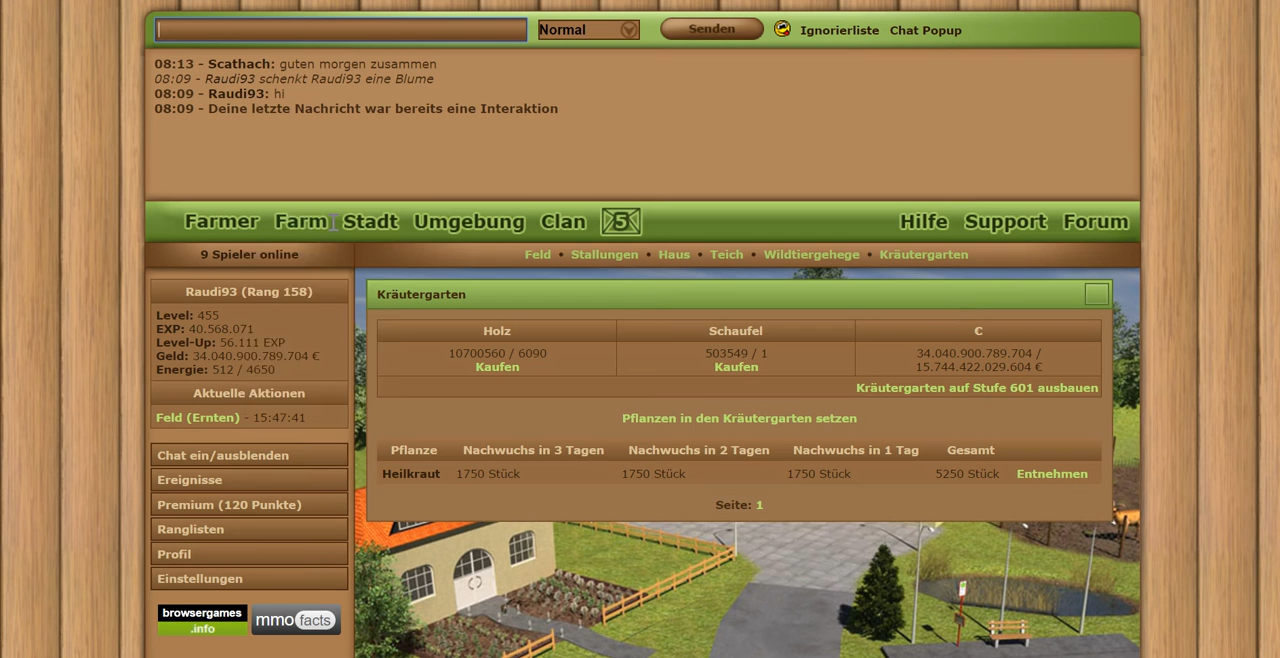 Normal Senden Ignorierliste Chat Popup
08:13 - Scathach: guten morgen zusammen
08:09 - Raudi93 schenkt Raudi93 eine Blume
08:09 - Raudi93: hi
08:09 - Deine letzte Nachricht war bereits eine Interaktion
Farmer Farm Stadt Umgebung Clan 5 Hilfe Support Forum
9 Spieler online
Feld • Stallungen • Haus • Teich • Wildtiergehege • Kräutergarten
Raudi93 (Rang 158)
Level: 455
EXP: 40.568.071
Level-Up: 56.111 EXP
Geld: 34.040.900.789.704 €
Energie: 512 / 4650
Aktuelle Aktionen
Feld (Ernten) - 15:47:41
Chat ein/ausblenden
Ereignisse
Premium (120 Punkte)
Ranglisten
Profil
Einstellungen
browsergames
.info
mmofacts
Kräutergarten
Holz Schaufel C
10700560 / 6090 503549 / 1 34.040.900.789.704 /
Kaufen Kaufen 15.744.422.029.604 €
Kräutergarten auf Stufe 601 ausbauen
Pflanzen in den Kräutergarten setzen
Pflanze Nachwuchs in 3 Tagen Nachwuchs in 2 Tagen Nachwuchs in 1 Tag Gesamt
Heilkraut 1750 Stück 1750 Stück 1750 Stück 5250 Stück Entnehmen
Seite: 1